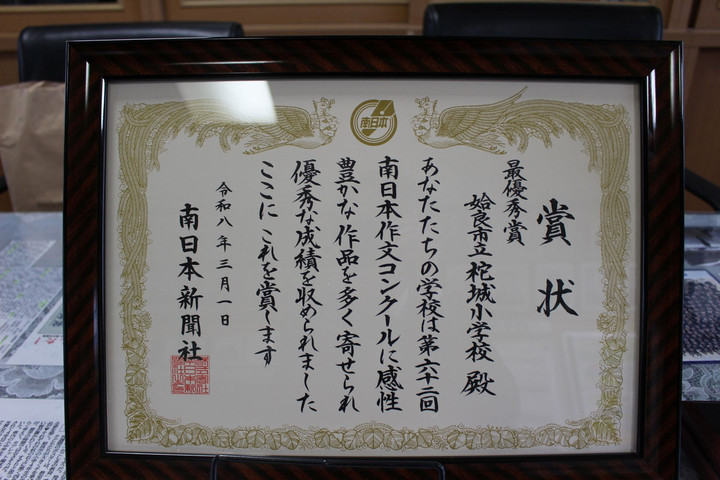 南日本
賞状
最優秀賞
姶良市立柁城小学校 殿
あなたたちの学校は第六十二回
南日本作文コンクールに感性
豊かな作品を多く寄せられ
優秀な成績を収められました
ここに これを賞します
令和八年三月一日
南日本新聞社